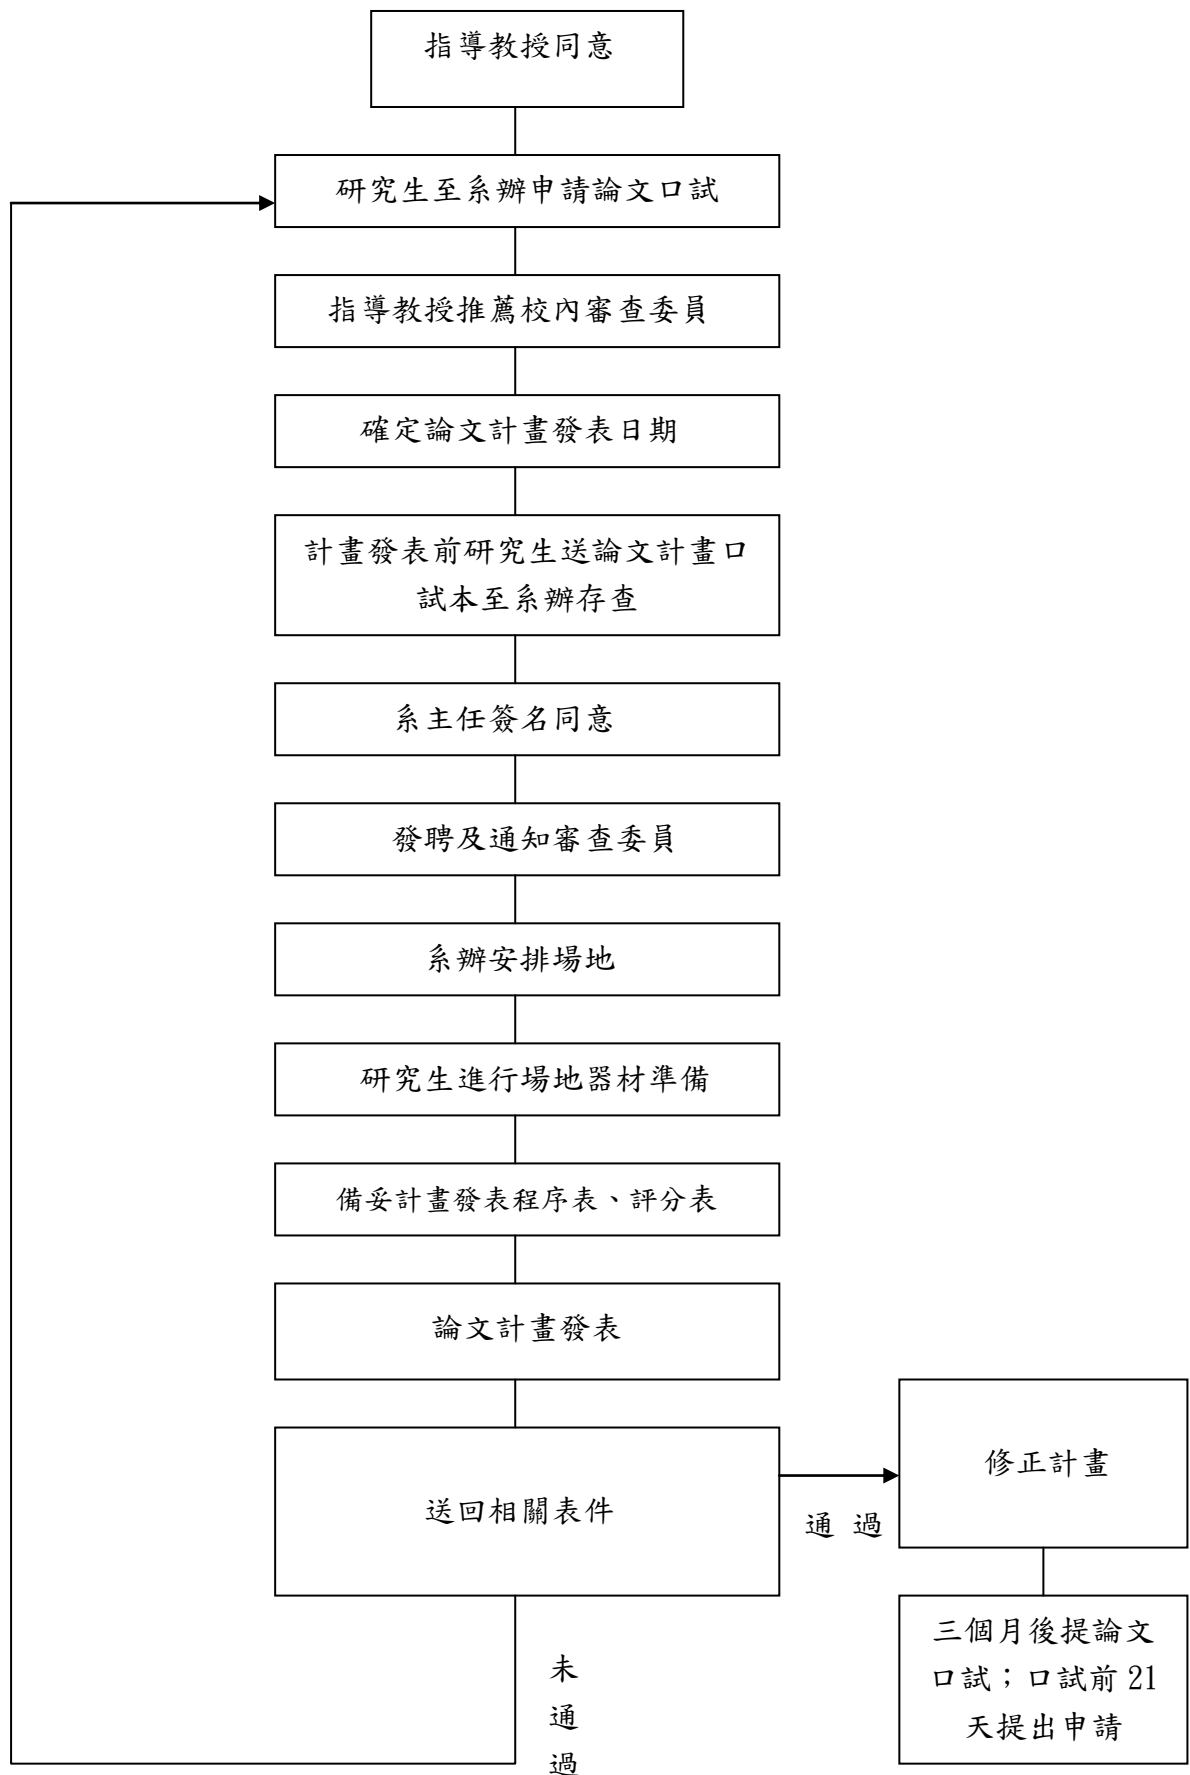 指導教授同意
研究生至系辦申請論文口試
指導教授推薦校內審查委員
確定論文計畫發表日期
計畫發表前研究生送論文計畫口
試本至系辦存查
系主任簽名同意
發聘及通知審查委員
系辦安排場地
研究生進行場地器材準備
備妥計畫發表程序表、評分表
論文計畫發表
送回相關表件
通 過
修正計畫
三個月後提論文
口試；口試前 21
天提出申請
未
通
過